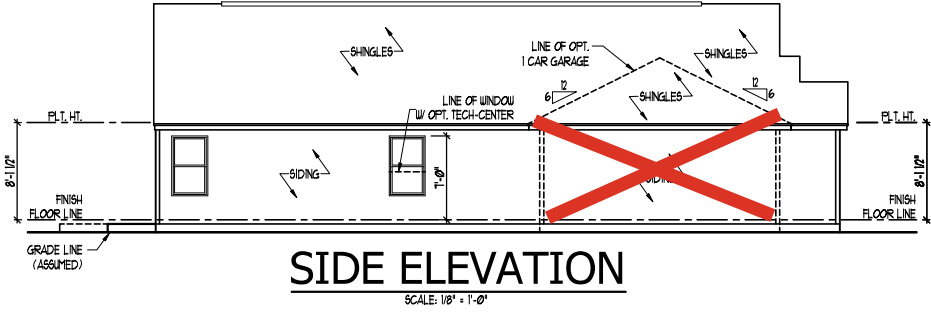 SHINGLES
LINE OF OPT.
1 CAR GARAGE
SHINGLES
12
6
12
6
SHINGLES
LINE OF WINDOW
W/ OPT. TECH-CENTER
PLT. HT.
PLT. HT.
8'-1 1/2"
7'-0"
8'-1 1/2"
SIDING
SIDING
FINISH
FLOOR LINE
FINISH
FLOOR LINE
GRADE LINE
(ASSUMED)
SIDE ELEVATION
SCALE: 1/8" = 1'-0"